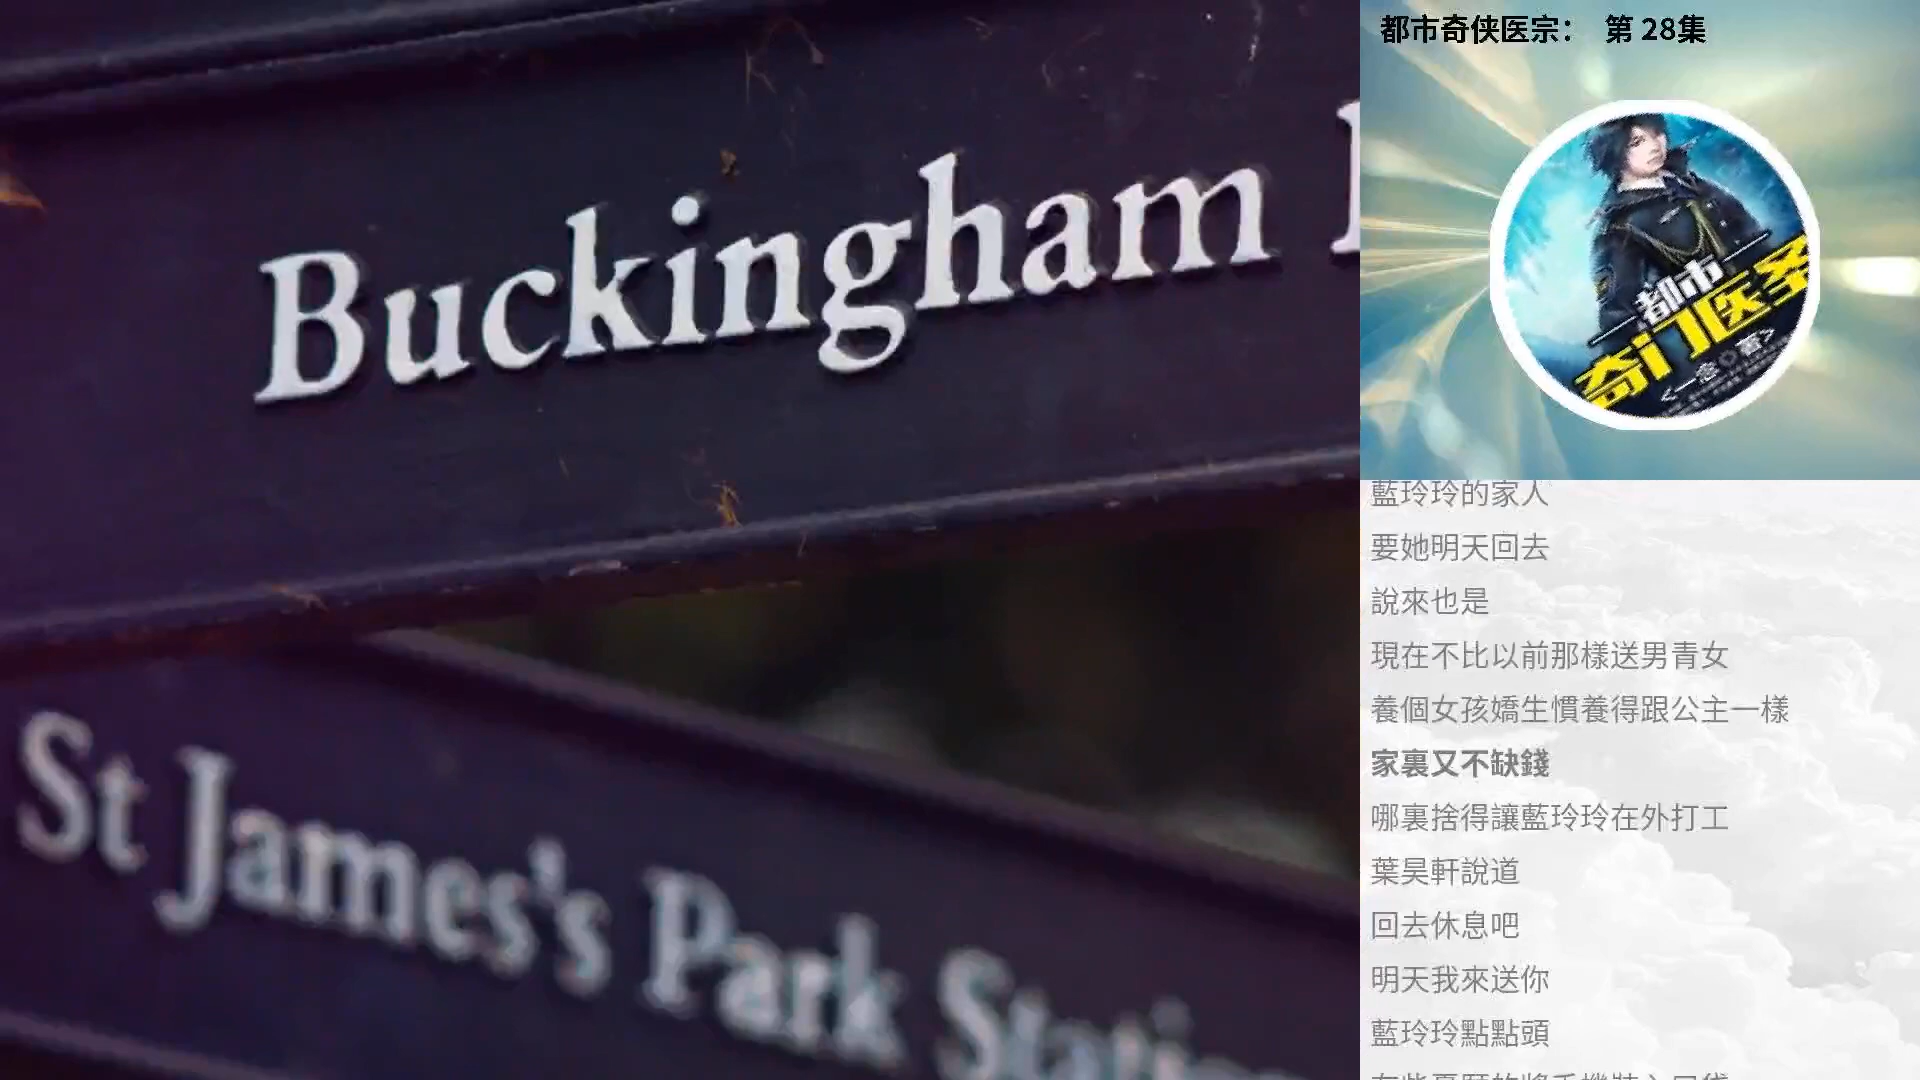 Buckingham
St James's Park
都市奇侠医宗： 第 28集
都市
奇门医圣
藍玲玲的家人
要她明天回去
說來也是
現在不比以前那樣送男青女
養個女孩嬌生慣養得跟公主一樣
家裏又不缺錢
哪裏捨得讓藍玲玲在外打工
葉昊軒說道
回去休息吧
明天我來送你
藍玲玲點點頭